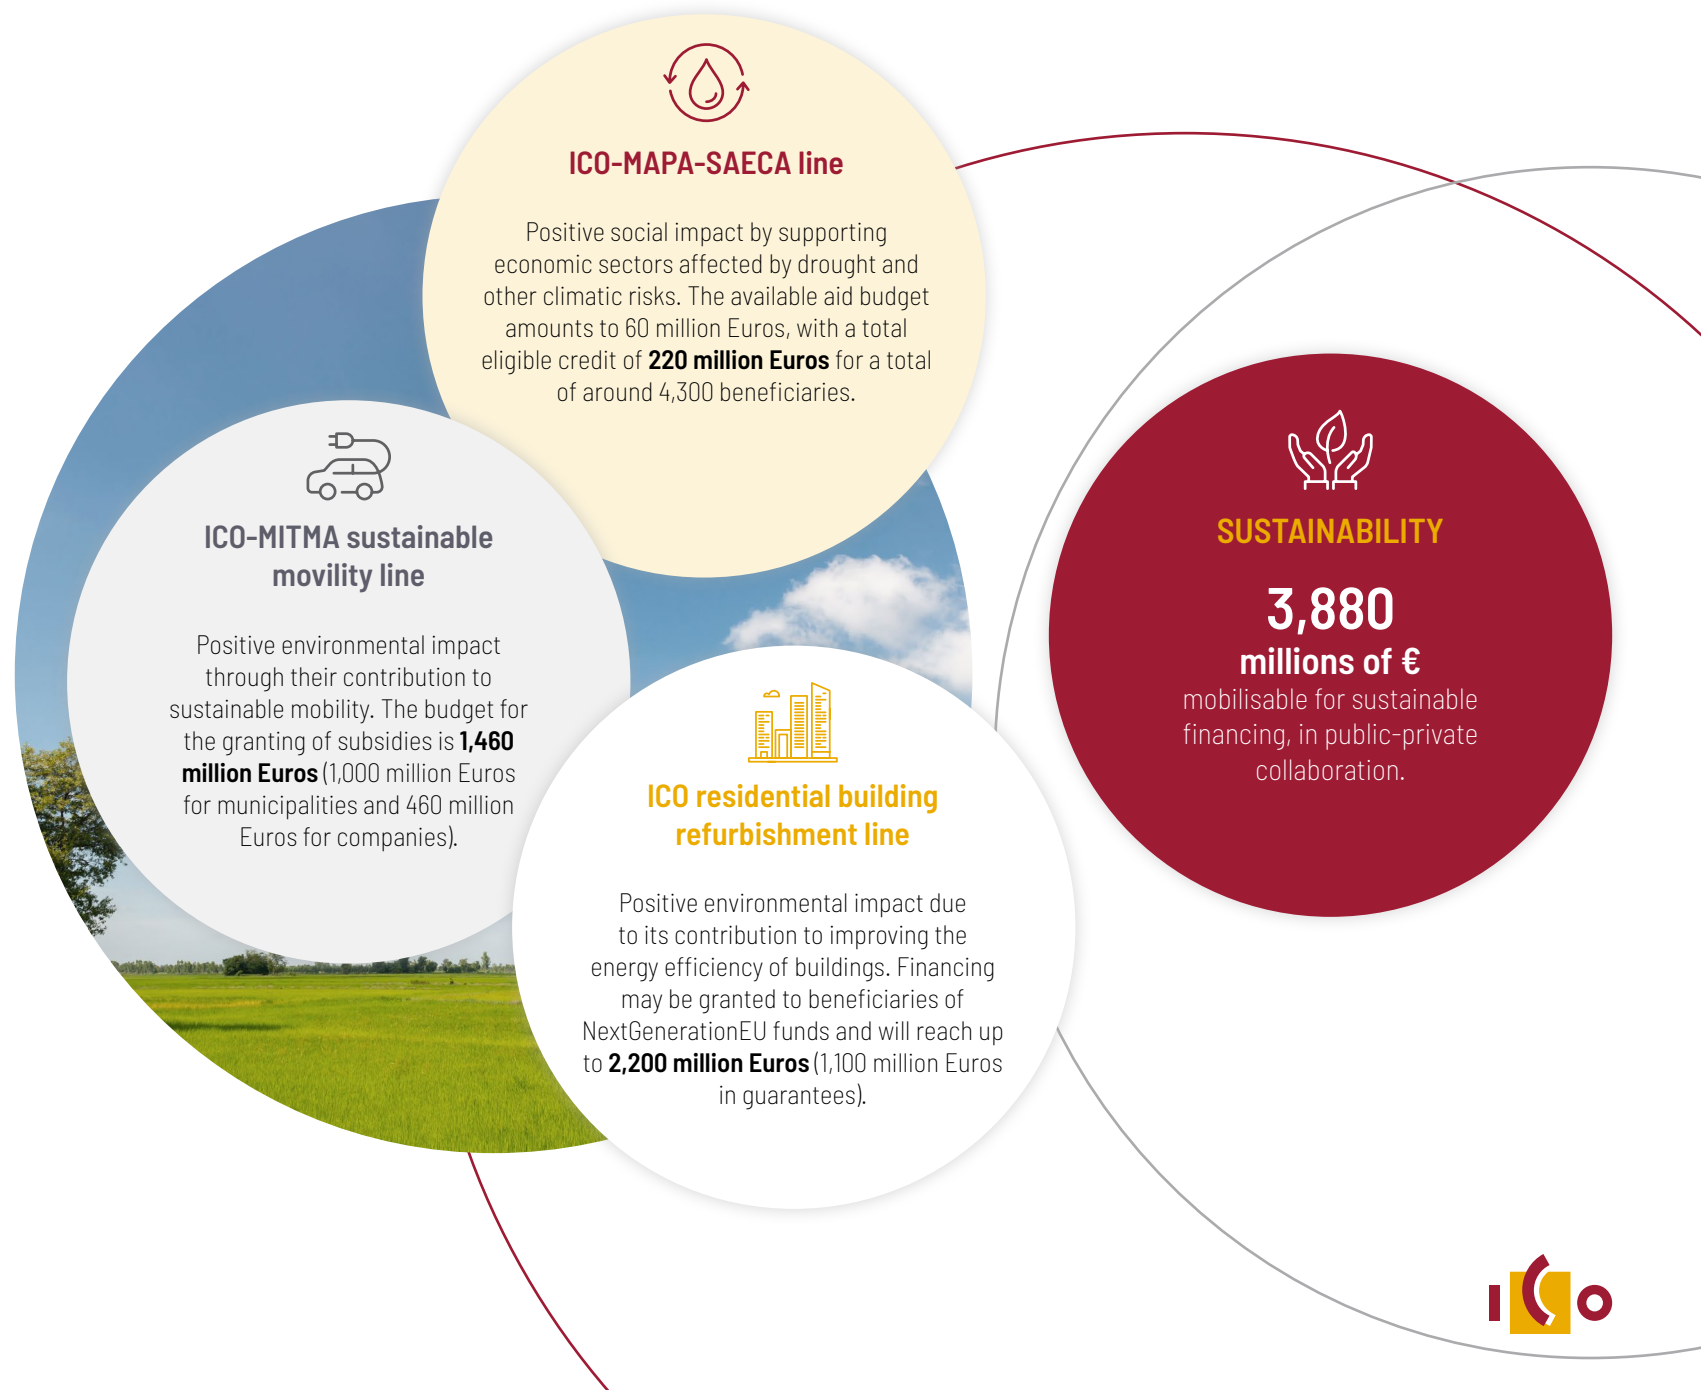 ICO-MAPA-SAECA line
Positive social impact by supporting
economic sectors affected by drought and
other climatic risks. The available aid budget
amounts to 60 million Euros, with a total
eligible credit of 220 million Euros for a total
of around 4,300 beneficiaries.
ICO-MITMA sustainable
movility line
Positive environmental impact
through their contribution to
sustainable mobility. The budget for
the granting of subsidies is 1,460
million Euros (1,000 million Euros
for municipalities and 460 million
Euros for companies).
ICO residential building
refurbishment line
Positive environmental impact due
to its contribution to improving the
energy efficiency of buildings. Financing
may be granted to beneficiaries of
NextGenerationEU funds and will reach up
to 2,200 million Euros (1,100 million Euros
in guarantees).
SUSTAINABILITY
3,880
millions of €
mobilisable for sustainable
financing, in public-private
collaboration.
ICO